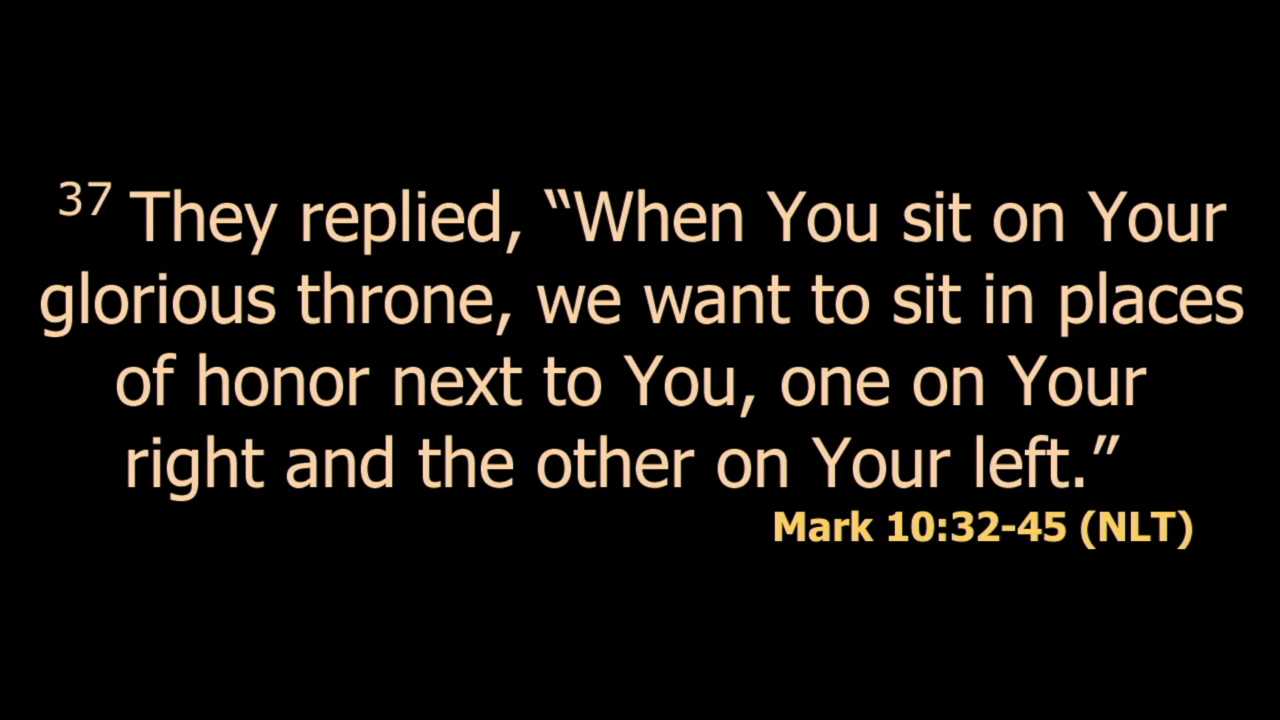 37 They replied, “When You sit on Your
glorious throne, we want to sit in places
of honor next to You, one on Your
right and the other on Your left.”
Mark 10:32-45 (NLT)